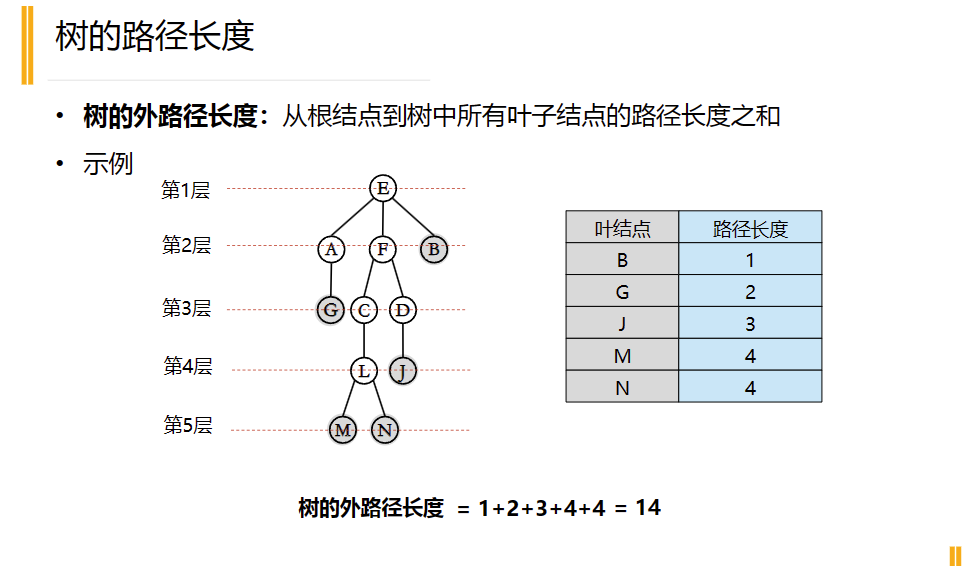 树的路径长度
• 树的外路径长度：从根结点到树中所有叶子结点的路径长度之和
• 示例
第1层 E
第2层 A F B
第3层 G C D
第4层 L J
第5层 M N
叶结点 路径长度
B 1
G 2
J 3
M 4
N 4
树的外路径长度 = 1+2+3+4+4 = 14